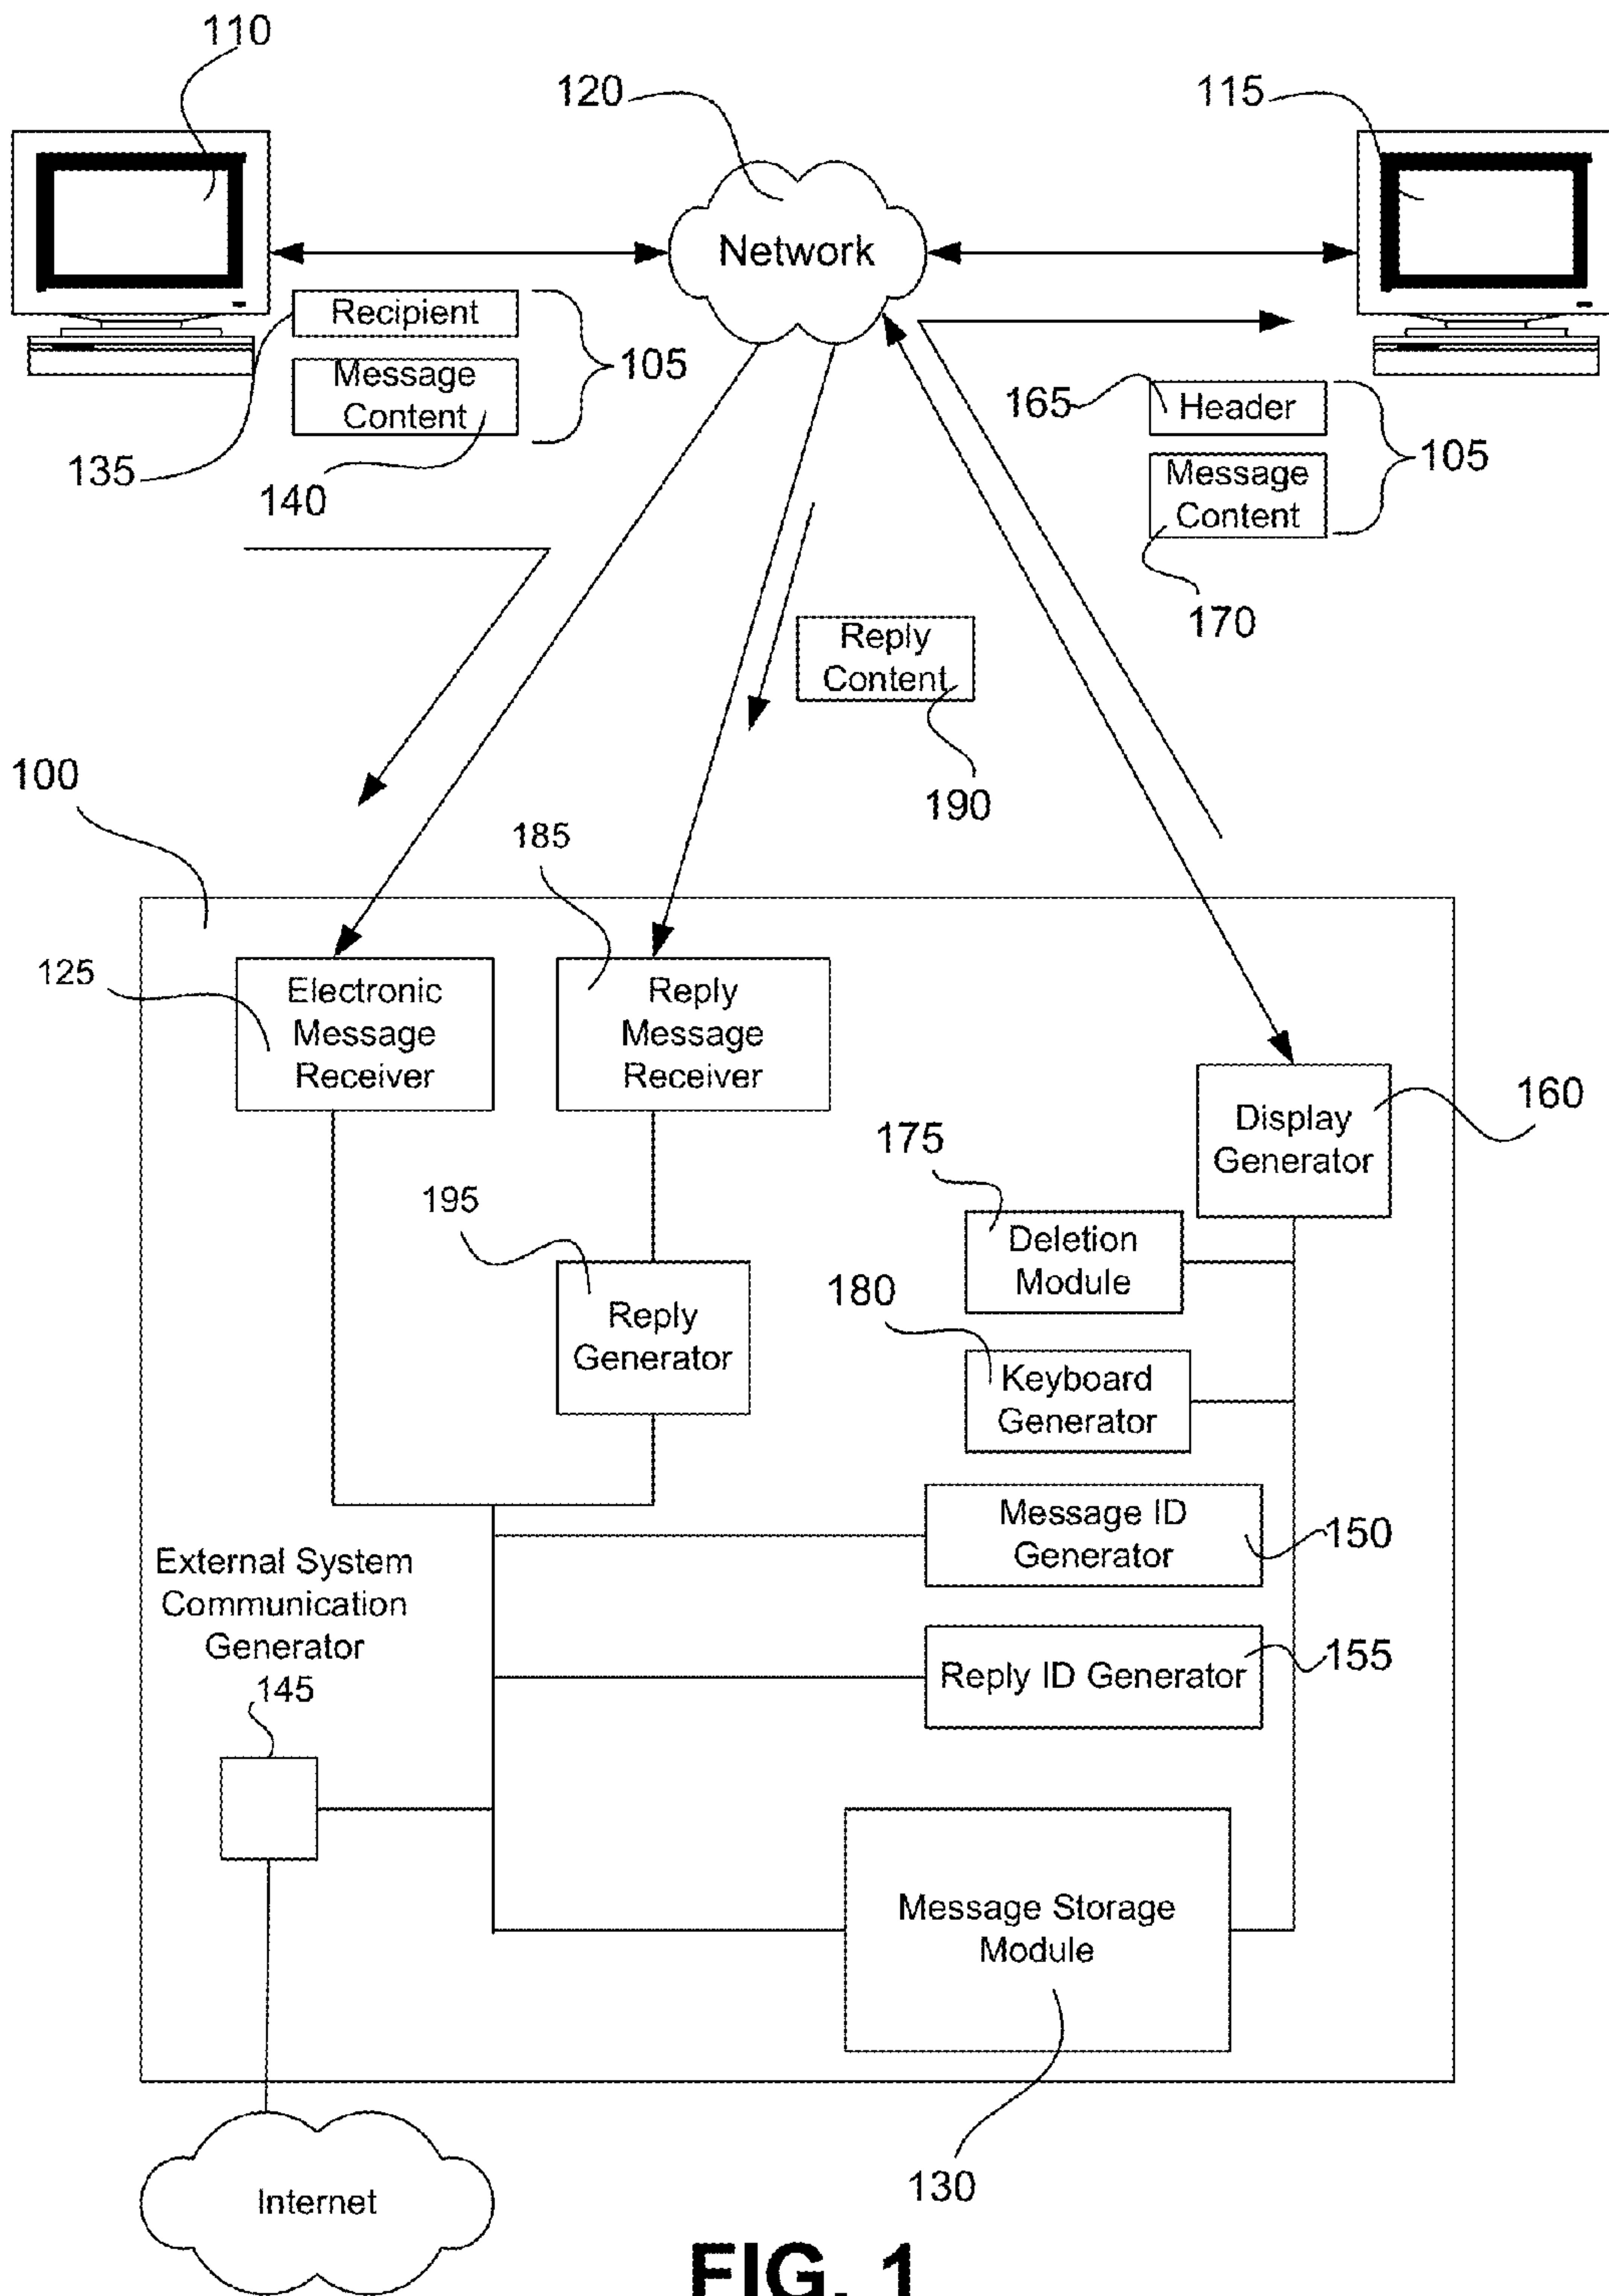 110
120
115
Network
Recipient
105
Message
Content
135
140
165
Header
105
Message
Content
170
Reply
Content
190
100
185
125
Electronic
Message
Receiver
Reply
Message
Receiver
160
Display
Generator
175
Deletion
Module
195
Reply
Generator
180
Keyboard
Generator
Message ID
Generator
150
External System
Communication
Generator
145
Reply ID Generator
155
Message Storage
Module
130
Internet
FIG. 1